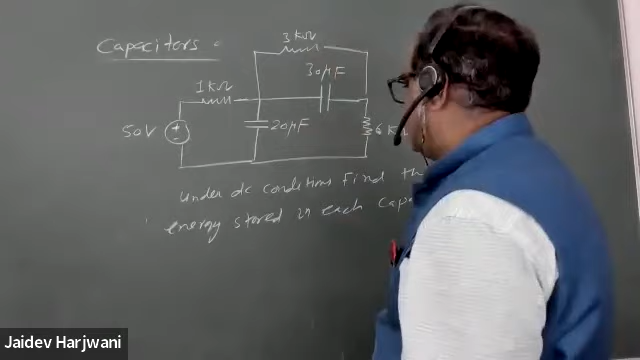 Capacitors :
3 KΩ
30 μF
1 KΩ
50V
+
-
20 μF
6 K
under dc conditions find th
energy stored in each capa
Jaidev Harjwani